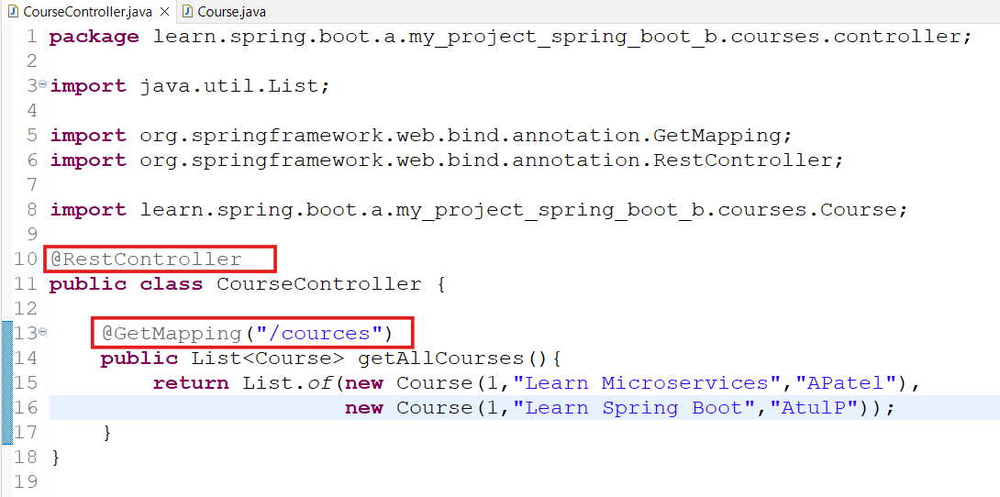 CourseController.java Course.java
1 package learn.spring.boot.a.my_project_spring_boot_b.courses.controller;
2
3 import java.util.List;
4
5 import org.springframework.web.bind.annotation.GetMapping;
6 import org.springframework.web.bind.annotation.RestController;
7
8 import learn.spring.boot.a.my_project_spring_boot_b.courses.Course;
9
10 @RestController
11 public class CourseController {
12
13 @GetMapping("/cources")
14 public List<Course> getAllCourses(){
15 return List.of(new Course(1,"Learn Microservices","APatel"),
16 new Course(1,"Learn Spring Boot","AtulP"));
17 }
18 }
19